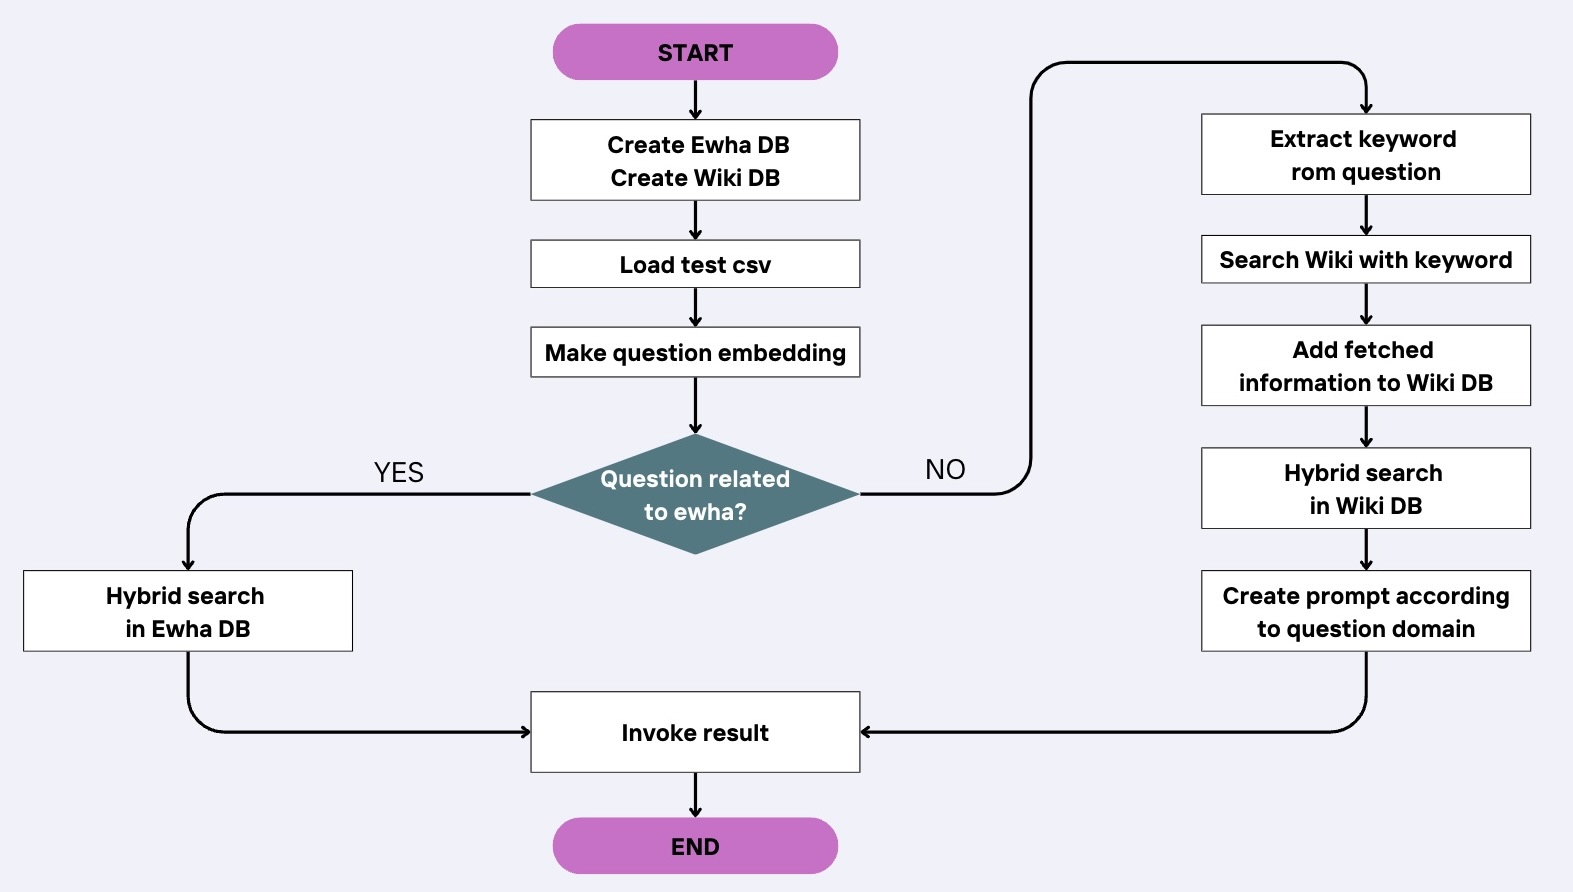 START
Create Ewha DB
Create Wiki DB
Load test csv
Make question embedding
Question related
to ewha?
YES
NO
Hybrid search
in Ewha DB
Extract keyword
rom question
Search Wiki with keyword
Add fetched
information to Wiki DB
Hybrid search
in Wiki DB
Create prompt according
to question domain
Invoke result
END